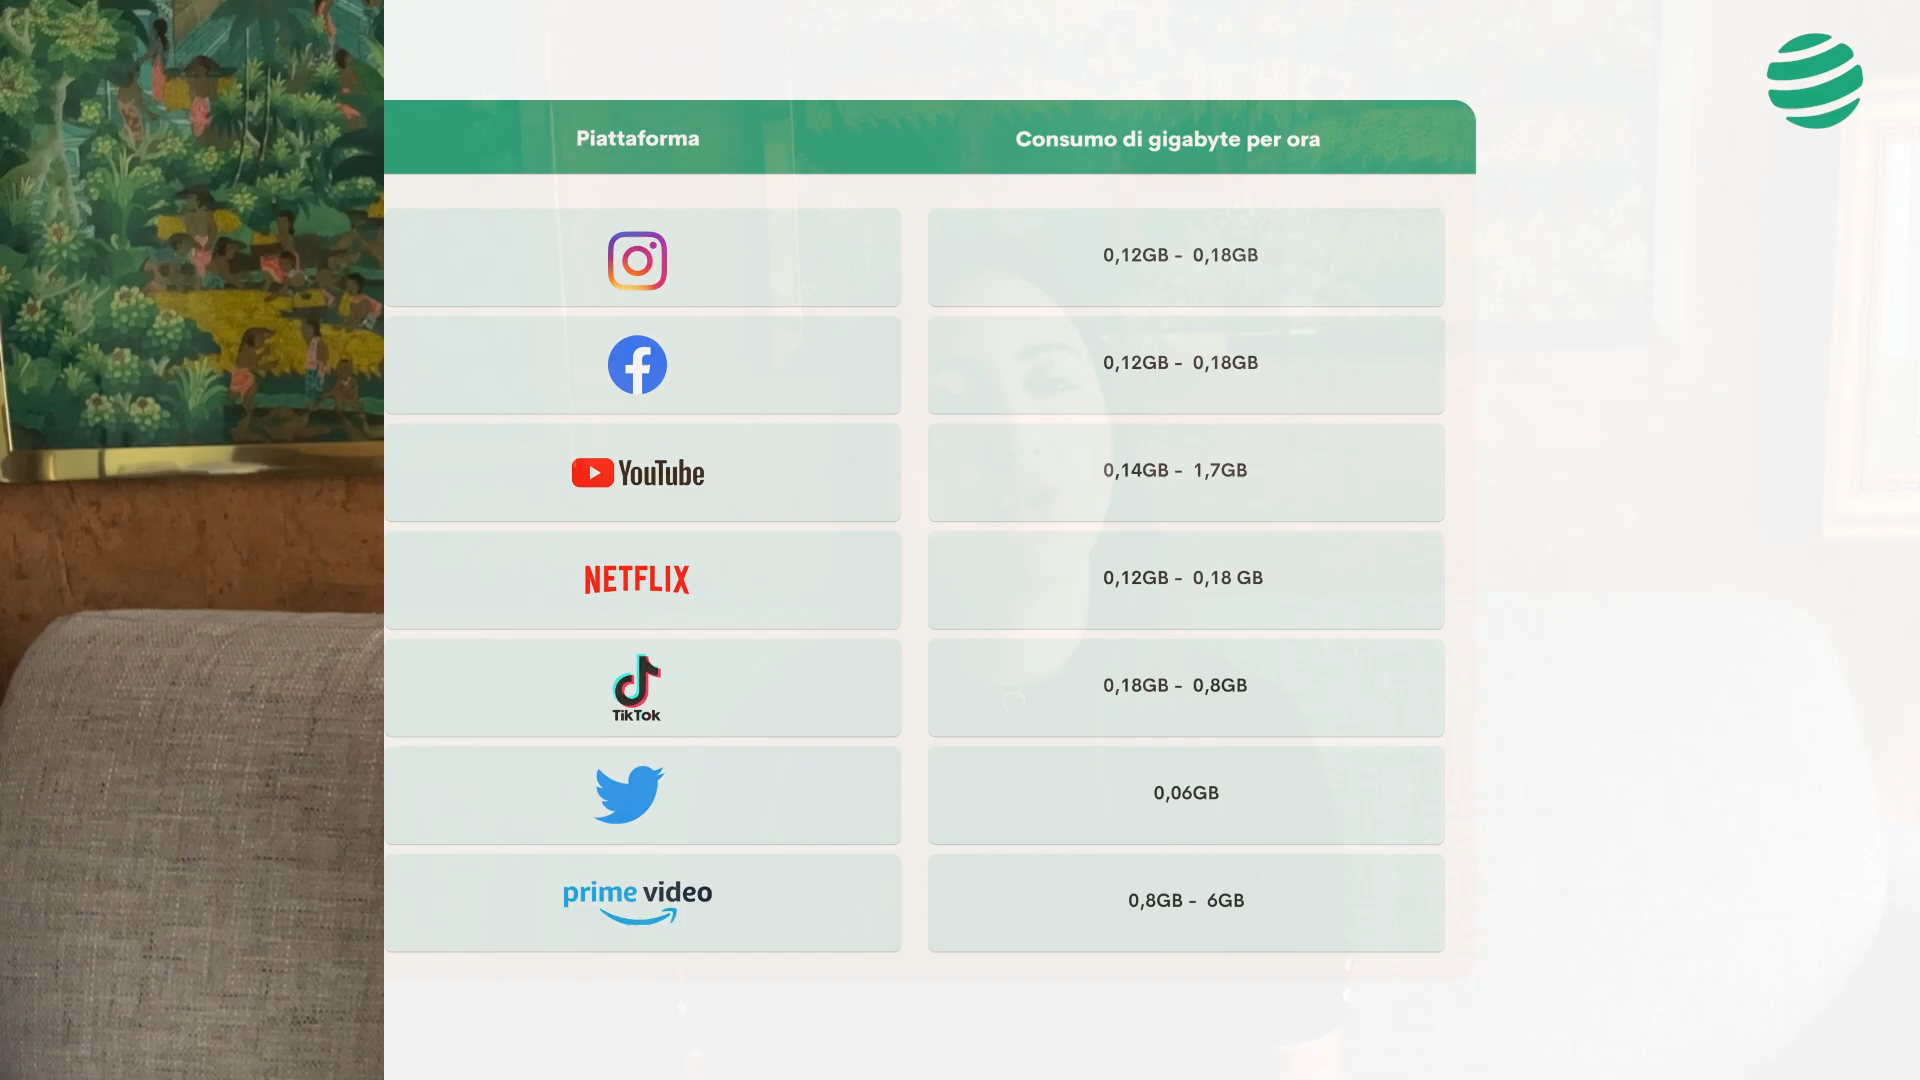 Piattaforma Consumo di gigabyte per ora
0,12GB - 0,18GB
0,12GB - 0,18GB
YouTube 0,14GB - 1,7GB
NETFLIX 0,12GB - 0,18 GB
TikTok 0,18GB - 0,8GB
0,06GB
prime video 0,8GB - 6GB